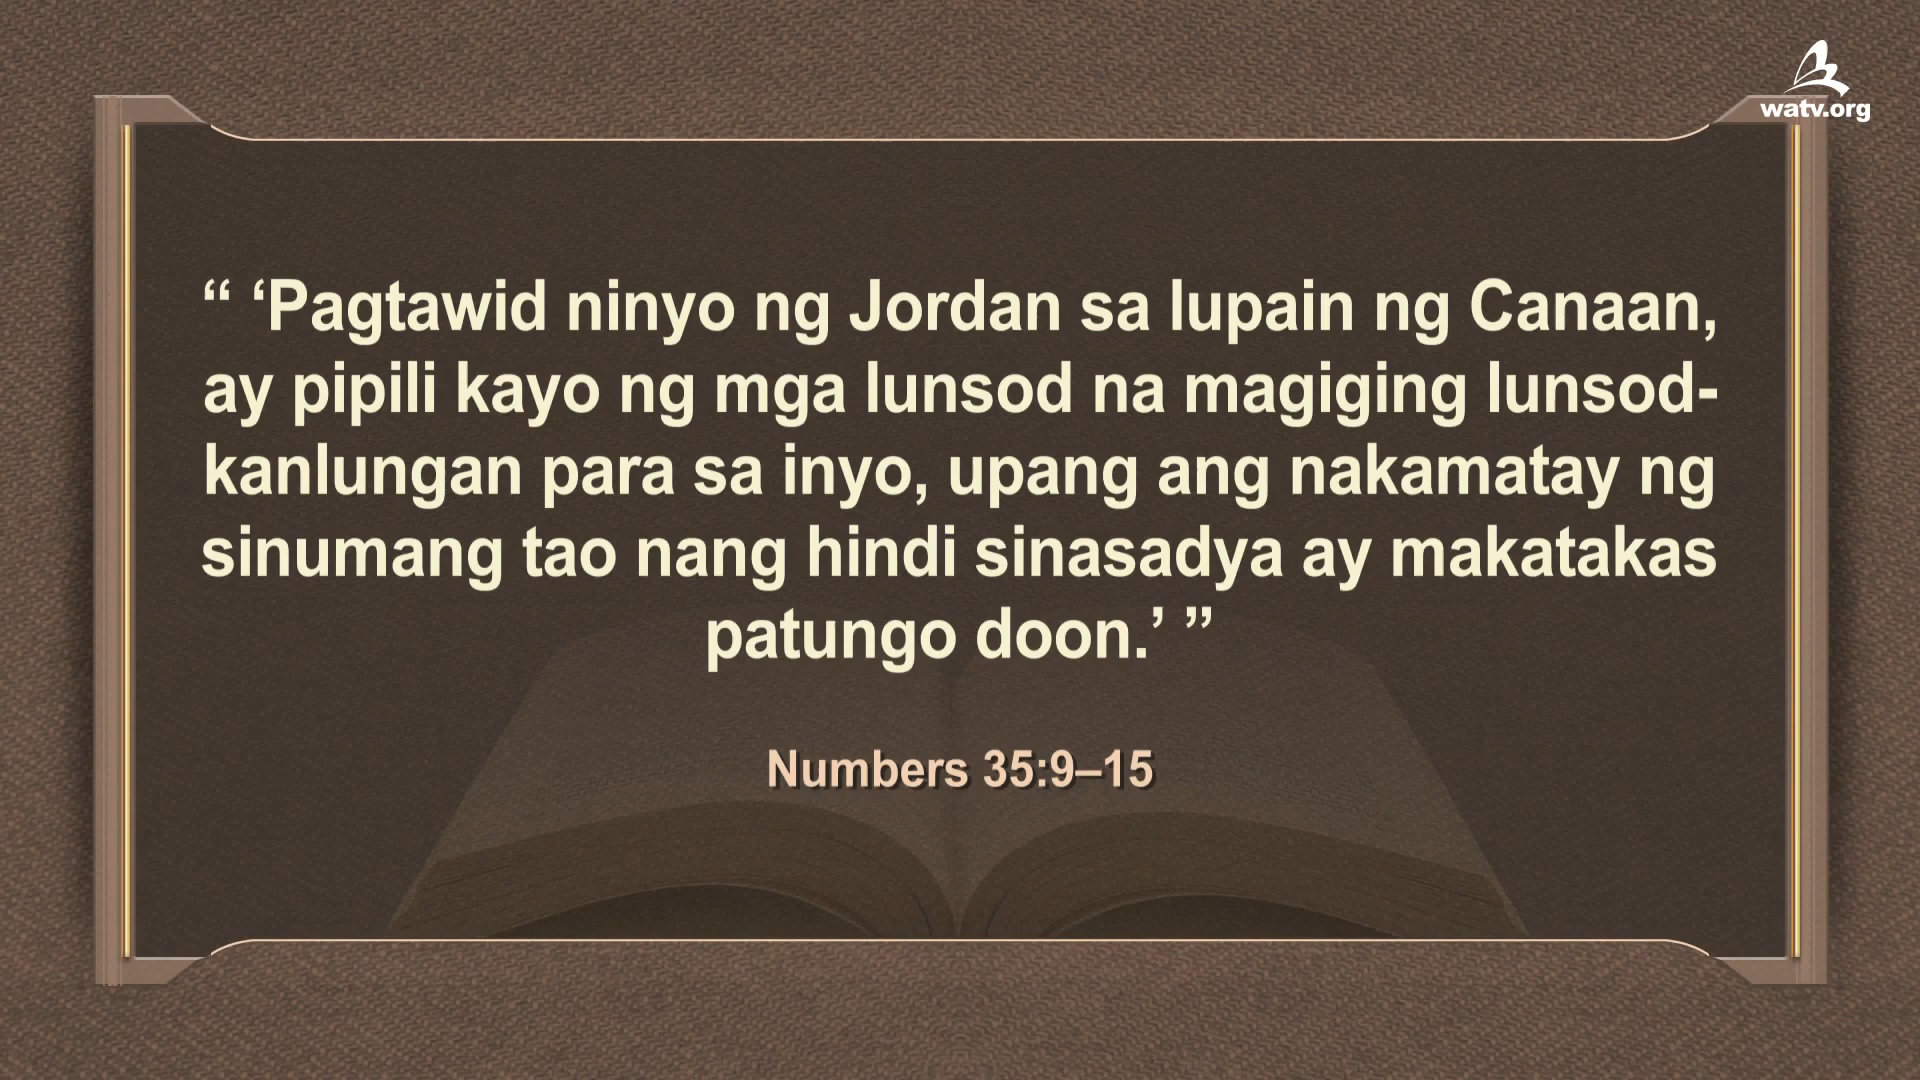 watv.org
“ ‘Pagtawid ninyo ng Jordan sa lupain ng Canaan,
ay pipili kayo ng mga lunsod na magiging lunsod-
kanlungan para sa inyo, upang ang nakamatay ng
sinumang tao nang hindi sinasadya ay makatakas
patungo doon.’ ”
Numbers 35:9–15